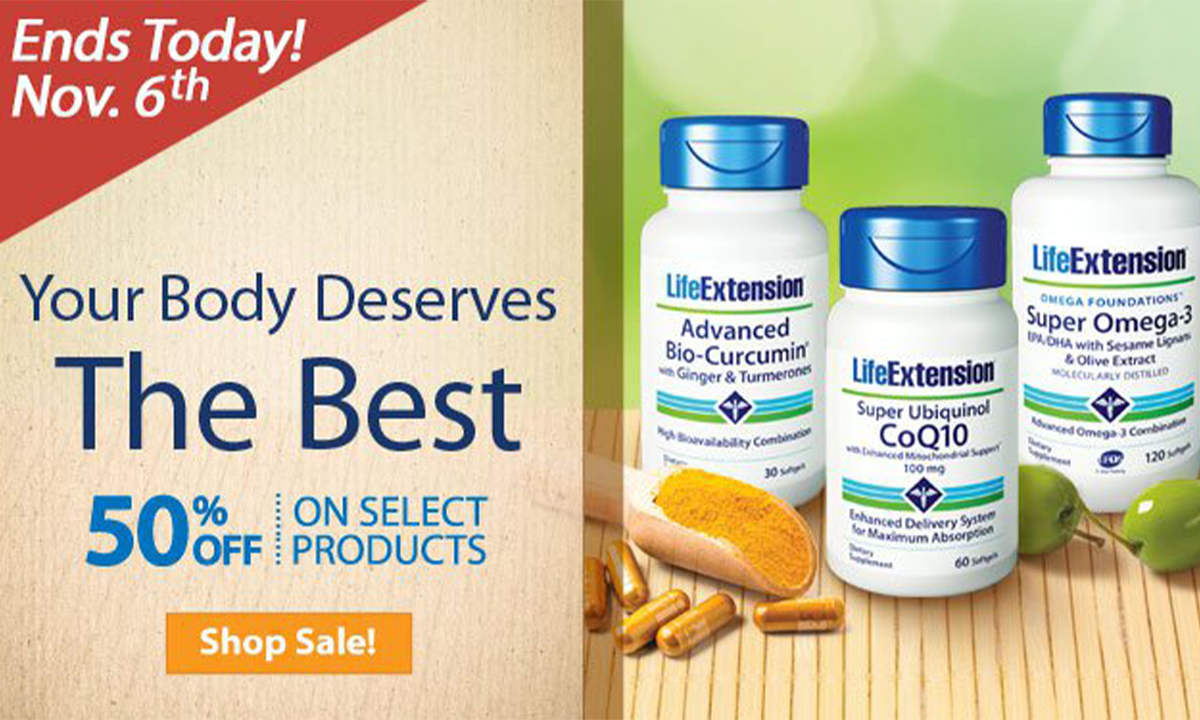 Ends Today!
Nov. 6th
Your Body Deserves
The Best
50% OFF
ON SELECT
PRODUCTS
Shop Sale!
LifeExtension
Advanced
Bio-Curcumin®
with Ginger & Turmerones
High Bioavailability Combination
30 Softgels
LifeExtension
Super Ubiquinol
CoQ10
with Enhanced Mitochondrial Support™
100 mg
Enhanced Delivery System
for Maximum Absorption
Dietary
Supplement
60 Softgels
LifeExtension
OMEGA FOUNDATIONS™
Super Omega-3
EPA/DHA with Sesame Lignans
& Olive Extract
MOLECULARLY DISTILLED
Advanced Omega-3 Combination
Dietary
Supplement
120 Softgels